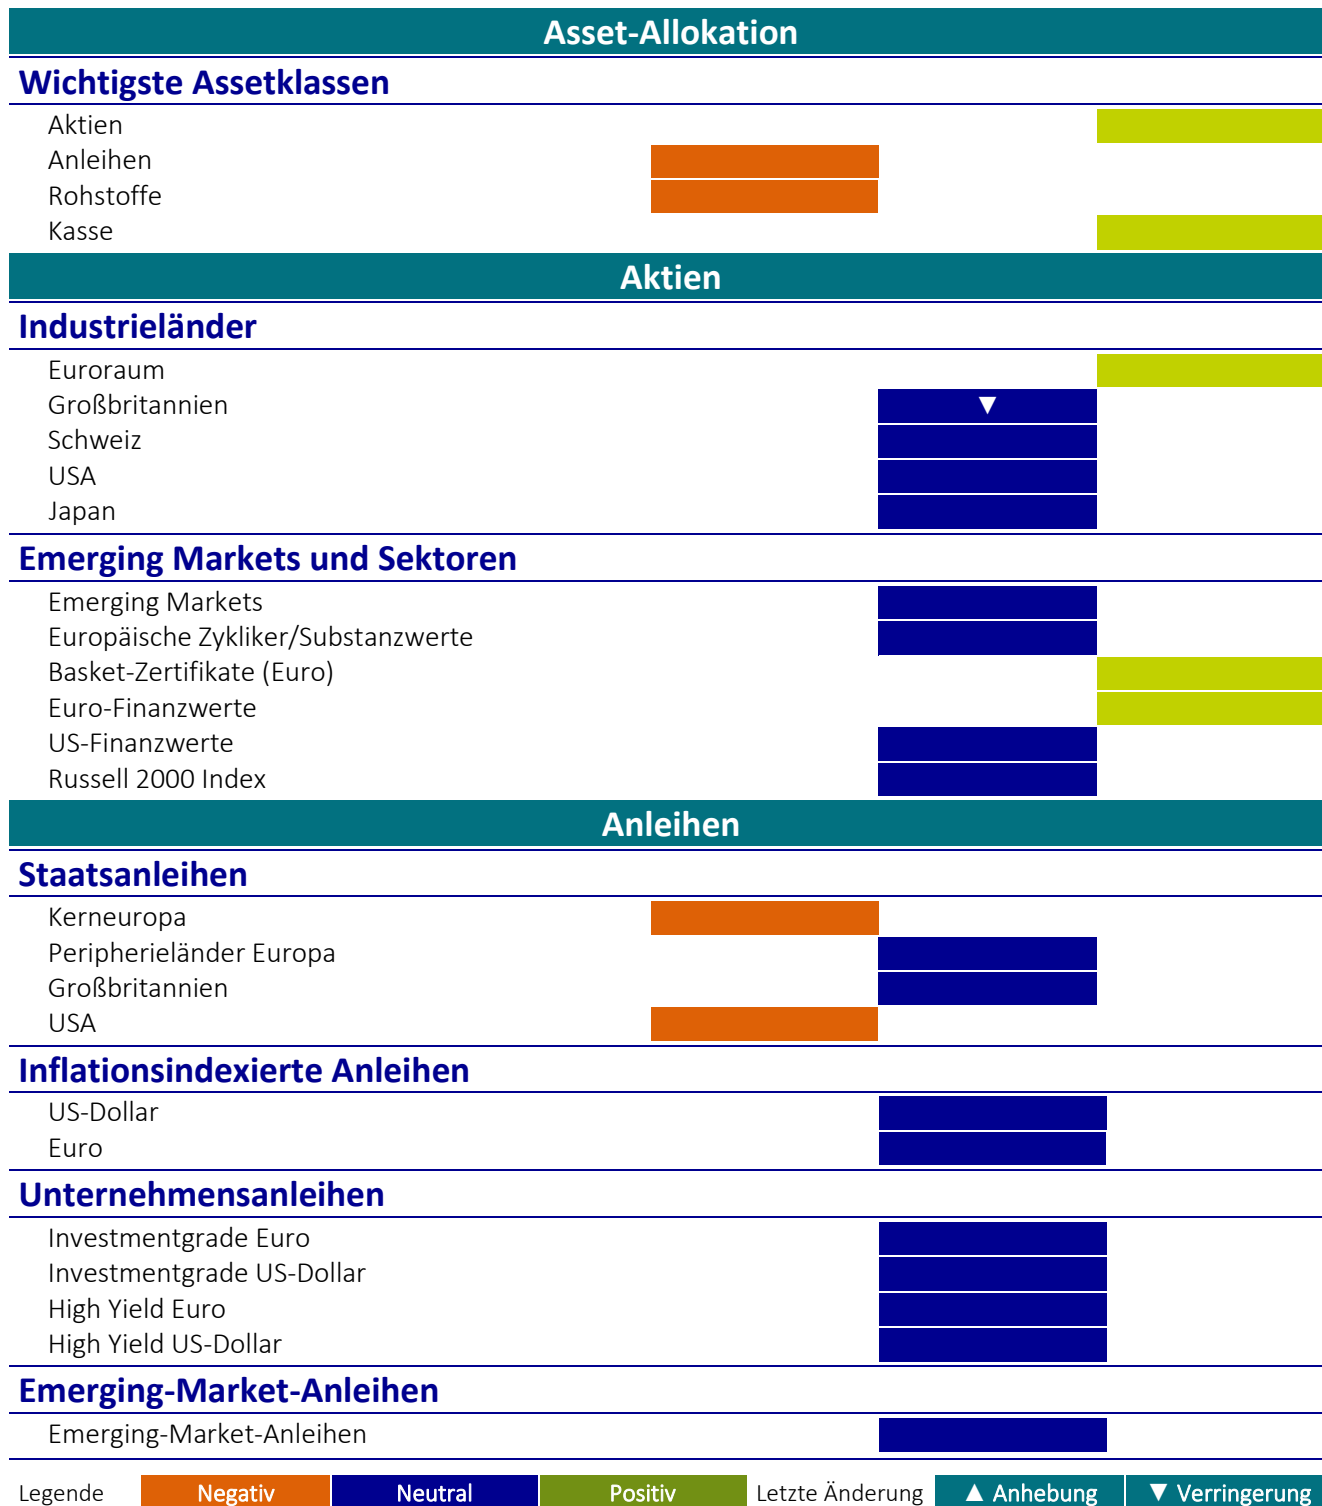 Asset-Allokation
Wichtigste Assetklassen
Aktien
Anleihen
Rohstoffe
Kasse
Aktien
Industrieländer
Euroraum
Großbritannien ▼
Schweiz
USA
Japan
Emerging Markets und Sektoren
Emerging Markets
Europäische Zykliker/Substanzwerte
Basket-Zertifikate (Euro)
Euro-Finanzwerte
US-Finanzwerte
Russell 2000 Index
Anleihen
Staatsanleihen
Kerneuropa
Peripherieländer Europa
Großbritannien
USA
Inflationsindexierte Anleihen
US-Dollar
Euro
Unternehmensanleihen
Investmentgrade Euro
Investmentgrade US-Dollar
High Yield Euro
High Yield US-Dollar
Emerging-Market-Anleihen
Emerging-Market-Anleihen
Legende Negativ Neutral Positiv Letzte Änderung ▲ Anhebung ▼ Verringerung